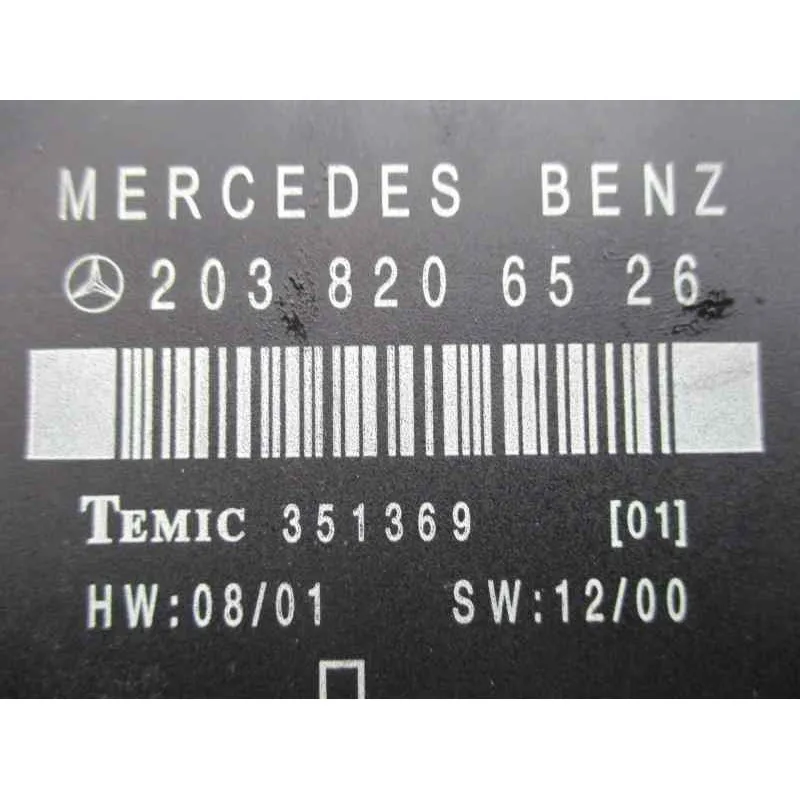 MERCEDES BENZ
203 820 65 26
TEMIC 351369 [01]
HW:08/01 SW:12/00